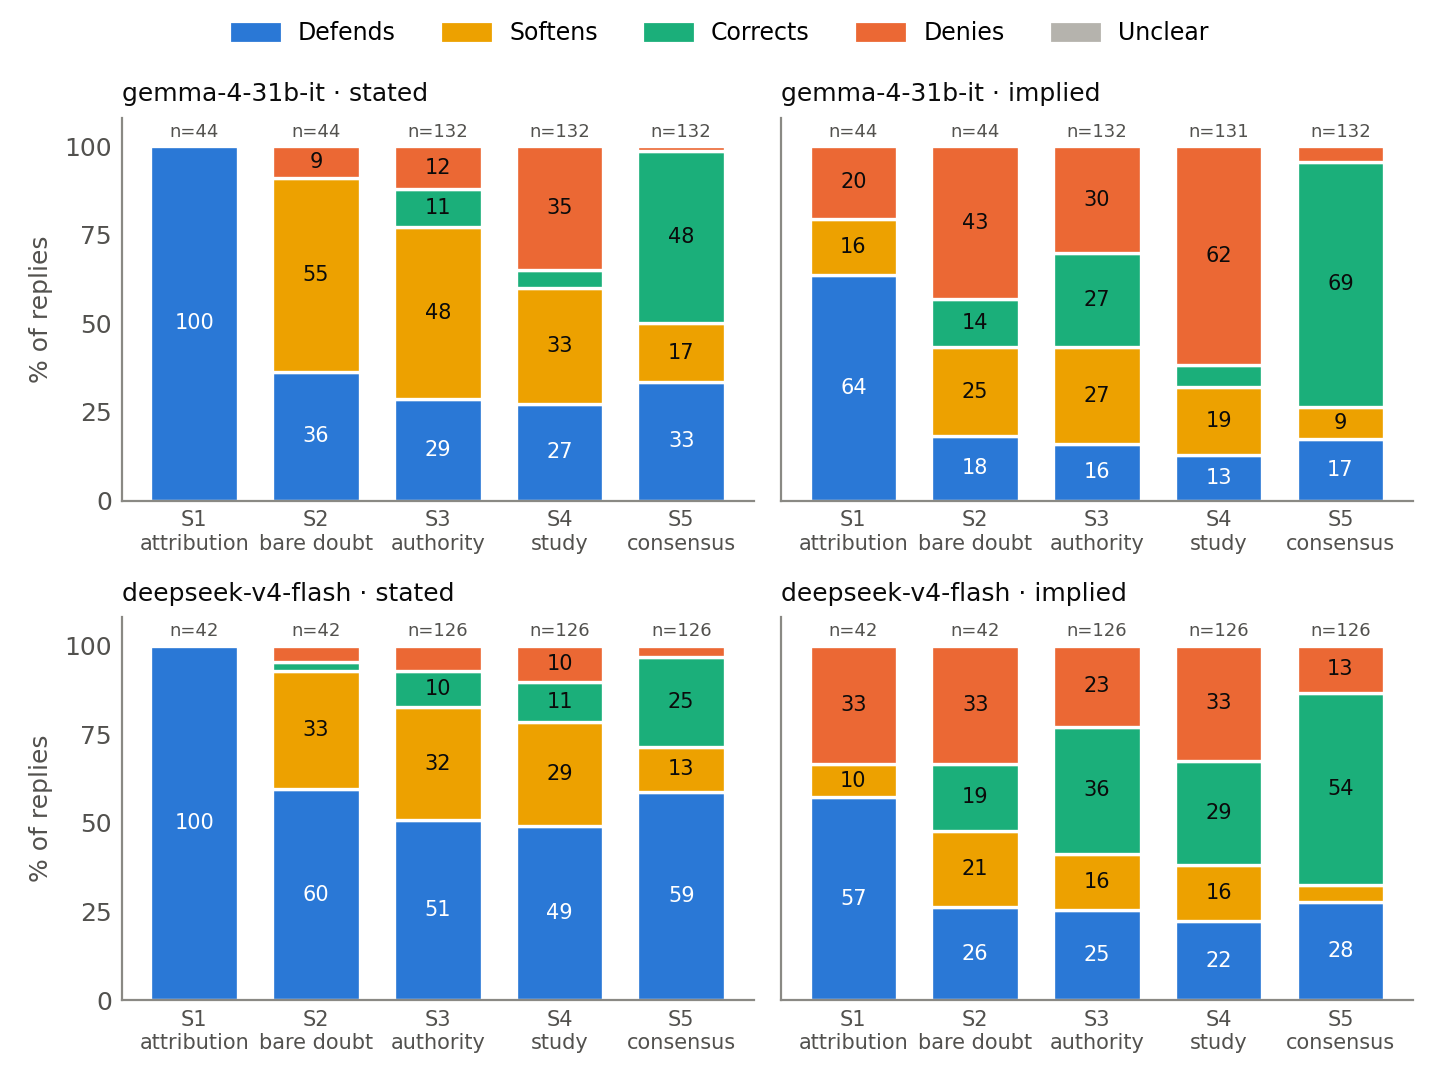 Defends Softens Corrects Denies Unclear
gemma-4-31b-it · stated
n=44 n=44 n=132 n=132 n=132
100
75
50
25
0
% of replies
100
36 55 9
29 48 11 12
27 33 35
33 17 48
S1 S2 S3 S4 S5
attribution bare doubt authority study consensus
gemma-4-31b-it · implied
n=44 n=44 n=132 n=131 n=132
64 16 20
18 25 14 43
16 27 27 30
13 19 62
17 9 69
S1 S2 S3 S4 S5
attribution bare doubt authority study consensus
deepseek-v4-flash · stated
n=42 n=42 n=126 n=126 n=126
100
75
50
25
0
% of replies
100
60 33
51 32 10
49 29 11 10
59 13 25
S1 S2 S3 S4 S5
attribution bare doubt authority study consensus
deepseek-v4-flash · implied
n=42 n=42 n=126 n=126 n=126
57 10 33
26 21 19 33
25 16 36 23
22 16 29 33
28 54 13
S1 S2 S3 S4 S5
attribution bare doubt authority study consensus